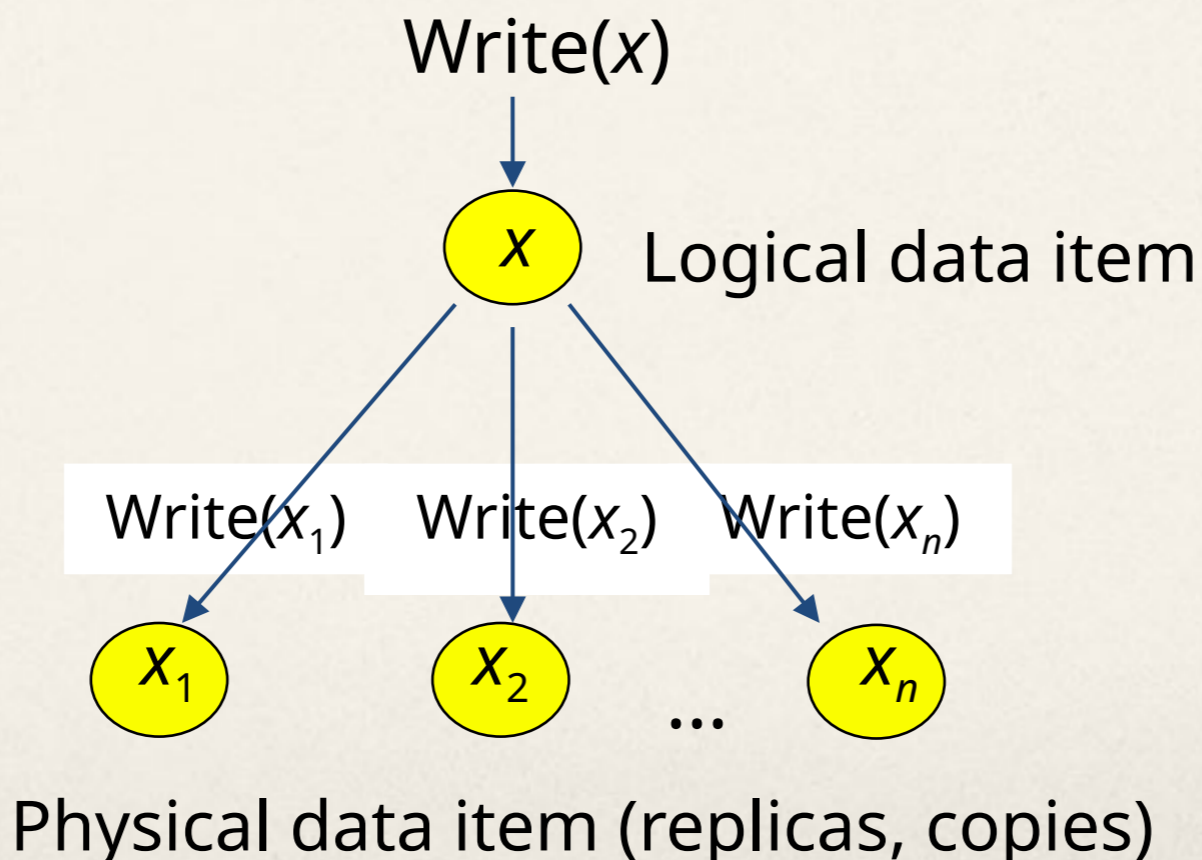 Write(x)
x
Logical data item
Write(x₁) Write(x₂) Write(xₙ)
x₁ x₂ ... xₙ
Physical data item (replicas, copies)